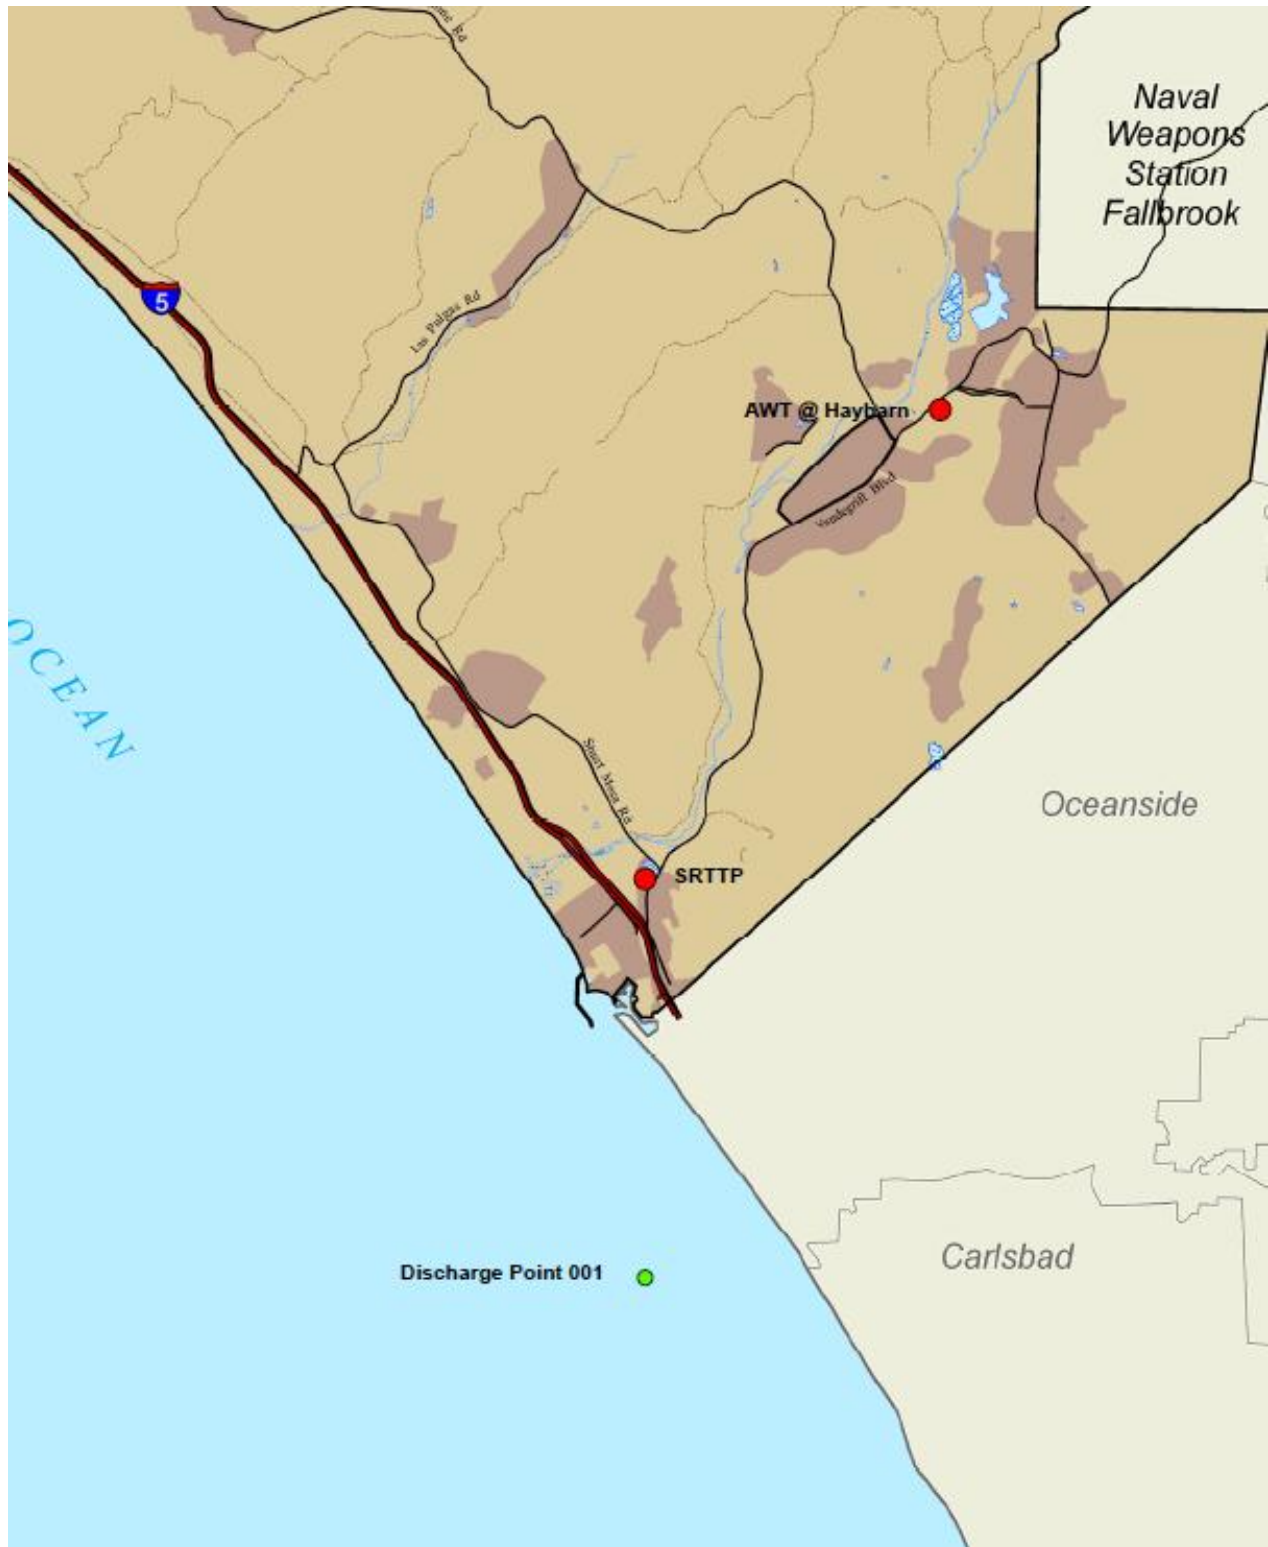 Naval
Weapons
Station
Fallbrook
5
Las Pulgas Rd
AWT @ Haybarn
Vandegrift Blvd
OCEAN
Stuart Mesa Rd
Oceanside
SRTTP
Carlsbad
Discharge Point 001